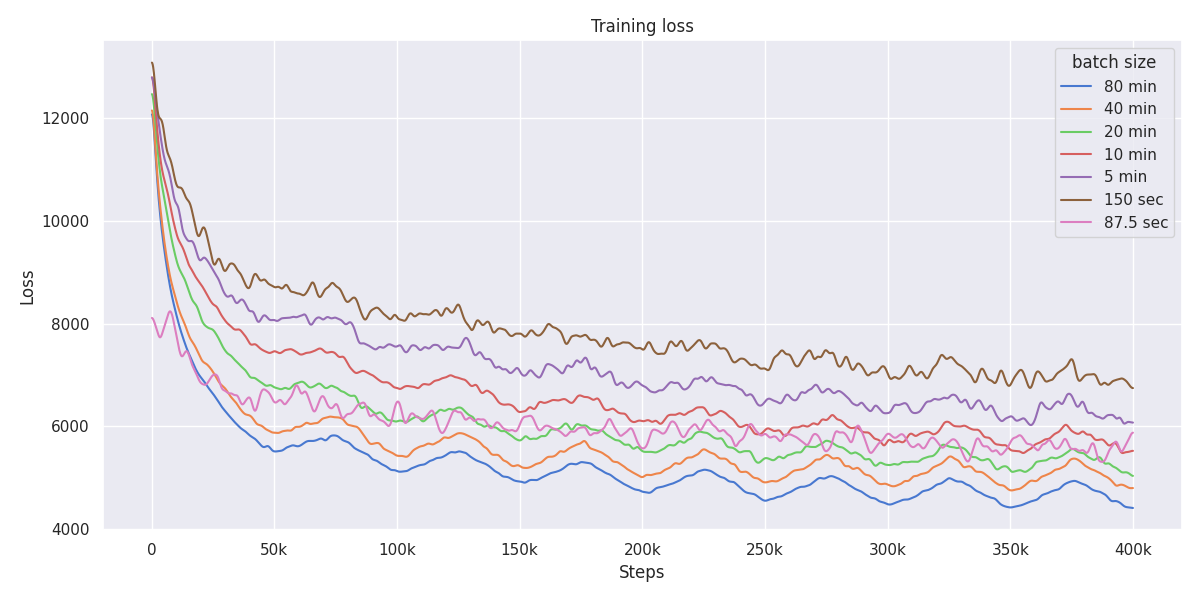 Training loss
batch size
80 min
40 min
20 min
10 min
5 min
150 sec
87.5 sec
Loss
12000
10000
8000
6000
4000
0 50k 100k 150k 200k 250k 300k 350k 400k
Steps